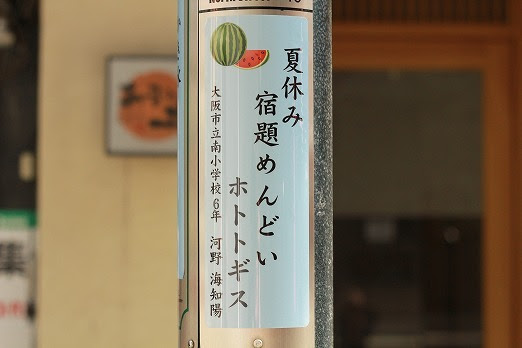 夏休み
宿題めんどい
ホトトギス
大阪市立南小学校6年 河野 海知陽